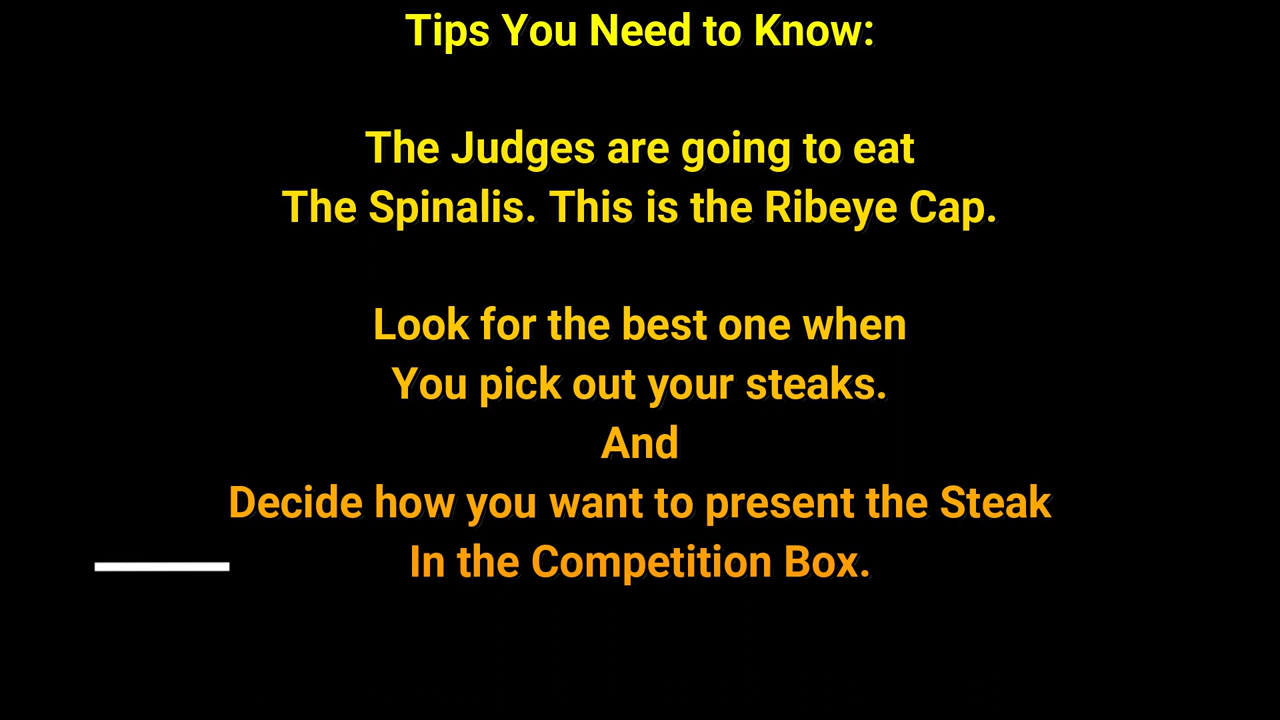 Tips You Need to Know:
The Judges are going to eat
The Spinalis. This is the Ribeye Cap.
Look for the best one when
You pick out your steaks.
And
Decide how you want to present the Steak
In the Competition Box.